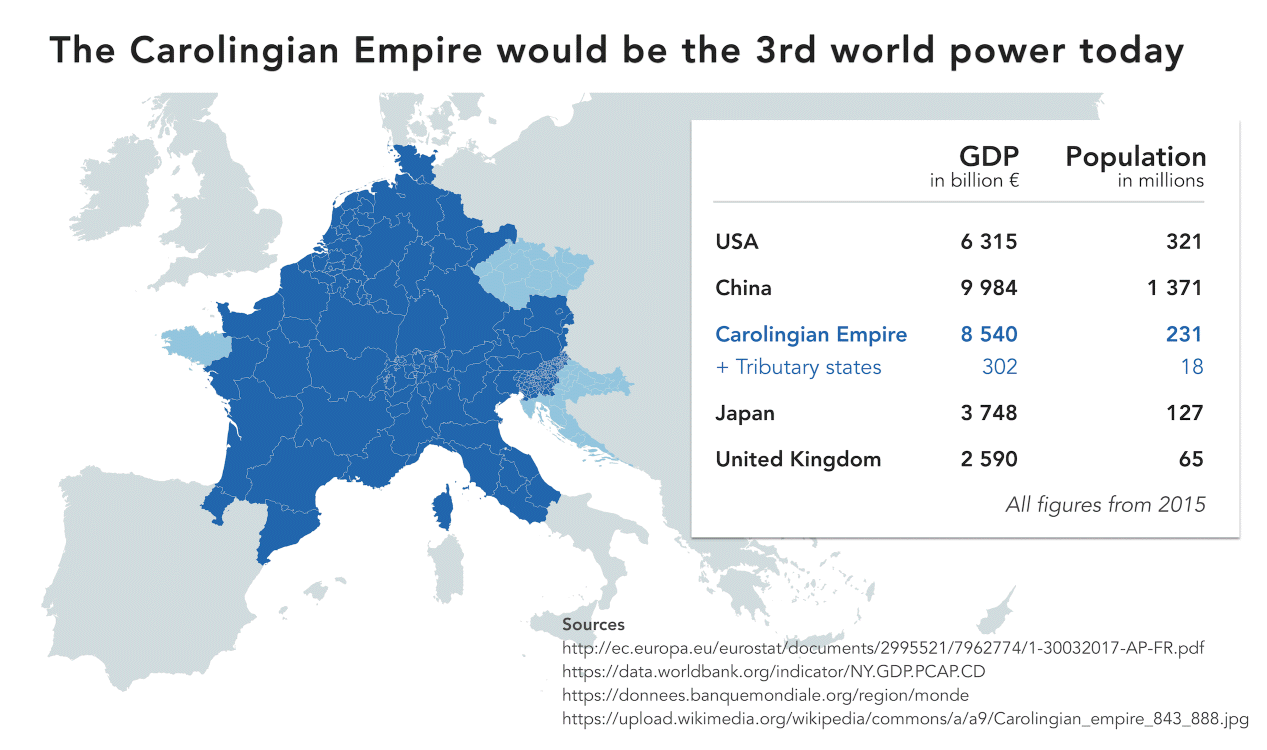 The Carolingian Empire would be the 3rd world power today
GDP Population
in billion € in millions
USA 6 315 321
China 9 984 1 371
Carolingian Empire 8 540 231
+ Tributary states 302 18
Japan 3 748 127
United Kingdom 2 590 65
All figures from 2015
Sources
http://ec.europa.eu/eurostat/documents/2995521/7962774/1-30032017-AP-FR.pdf
https://data.worldbank.org/indicator/NY.GDP.PCAP.CD
https://donnees.banquemondiale.org/region/monde
https://upload.wikimedia.org/wikipedia/commons/a/a9/Carolingian_empire_843_888.jpg